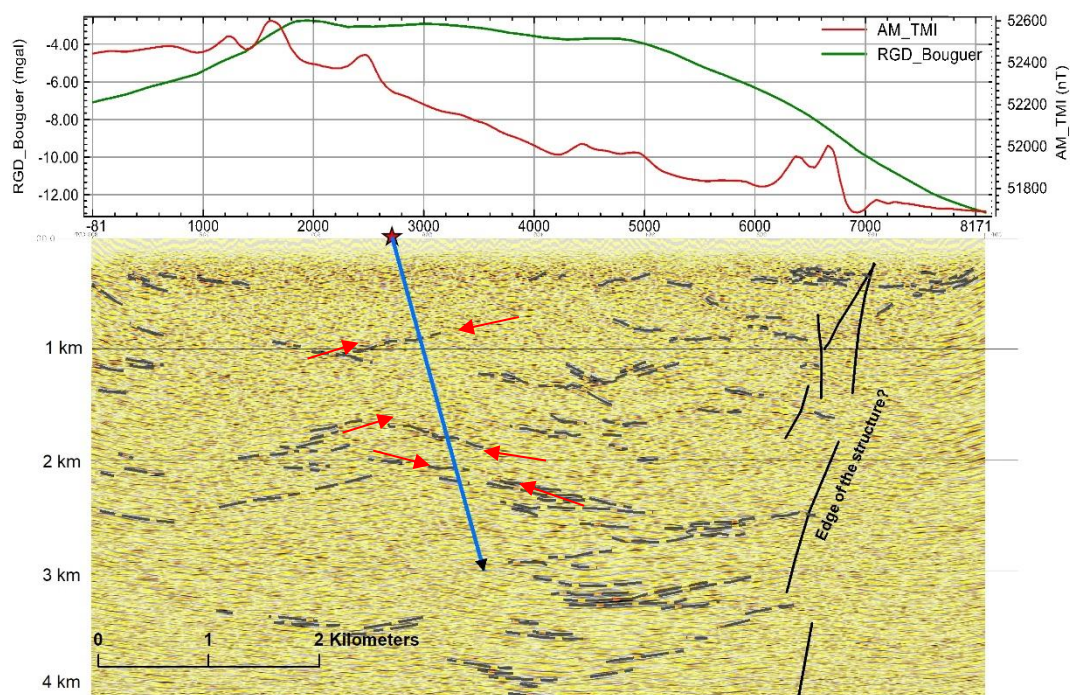 AM_TMI
RGD_Bouguer
RGD_Bouguer (mgal)
-4.00
-6.00
-8.00
-10.00
-12.00
52600
52400
52200
52000
51800
AM_TMI (nT)
-81
1000
2000
3000
4000
5000
6000
7000
8171
1 km
2 km
3 km
4 km
Edge of the structure?
0
1
2 Kilometers